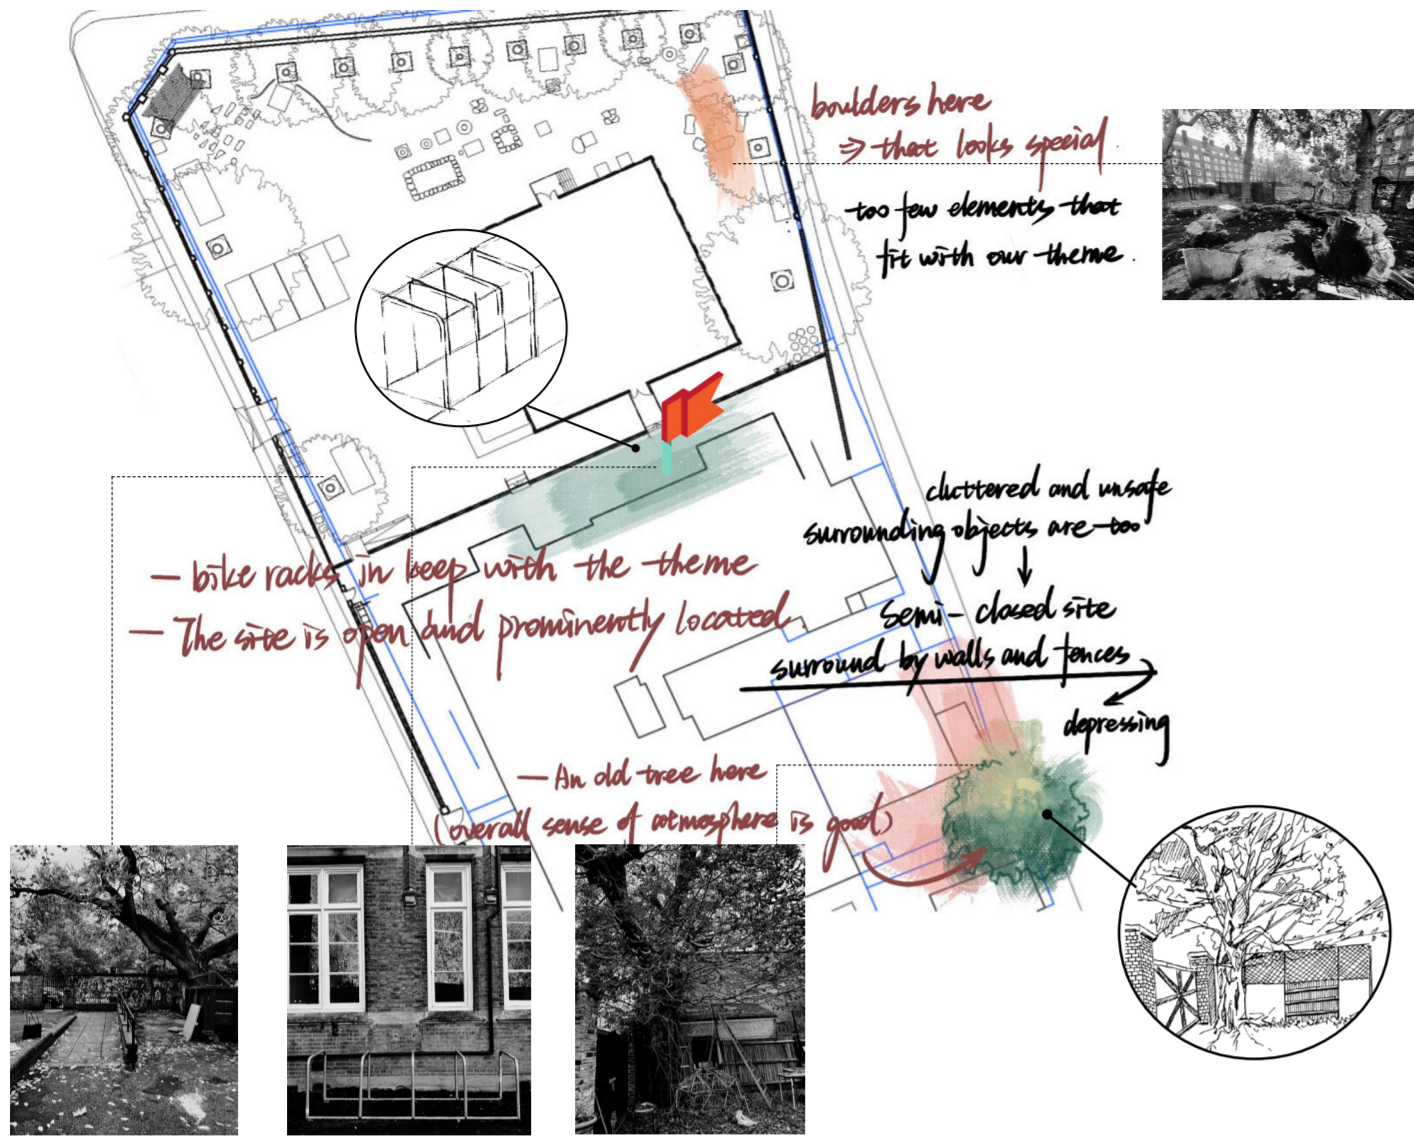 boulders here
⇒ that looks special.
too few elements that
fit with our theme.
cluttered and unsafe
surrounding objects are too
↓
Semi-closed site
surround by walls and fences
depressing
— bike racks in keep with the theme
— The site is open and prominently located.
— An old tree here
(overall sense of atmosphere is good)